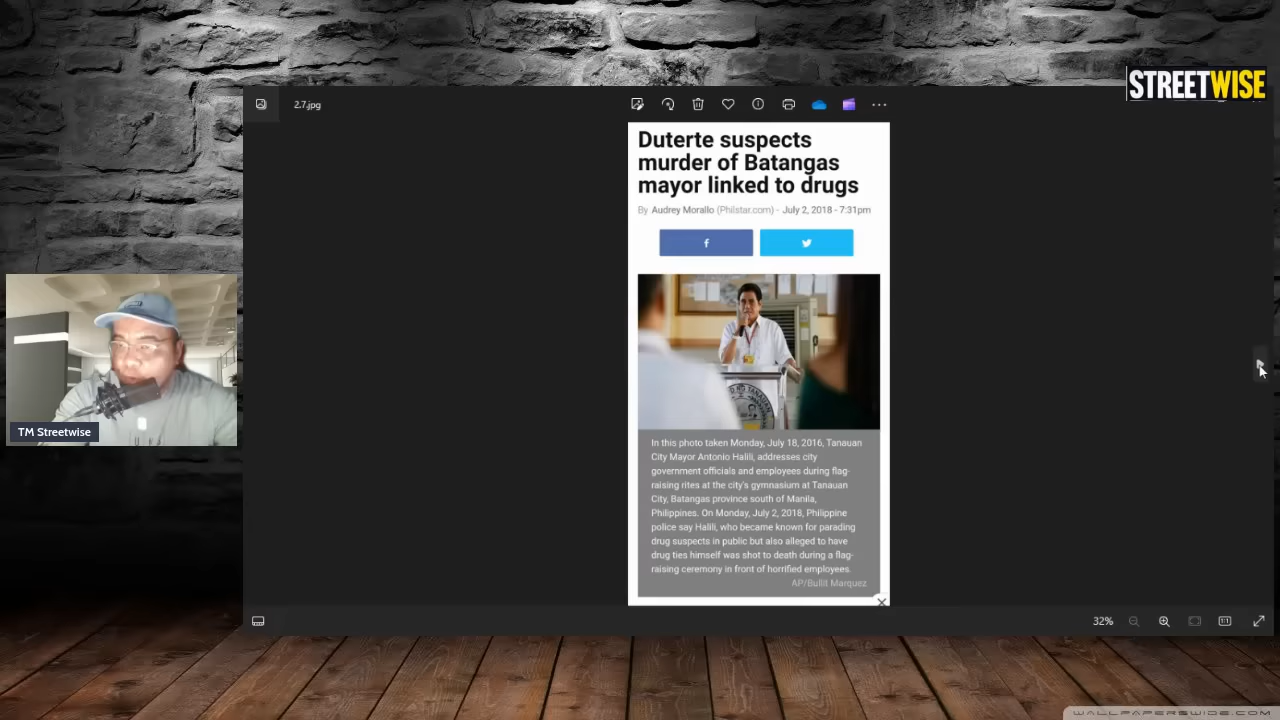 STREETWISE
2.7.jpg
Duterte suspects
murder of Batangas
mayor linked to drugs
By Audrey Morallo (Philstar.com) - July 2, 2018 - 7:31pm
In this photo taken Monday, July 18, 2016, Tanauan
City Mayor Antonio Halili, addresses city
government officials and employees during flag-
raising rites at the city's gymnasium at Tanauan
City, Batangas province south of Manila,
Philippines. On Monday, July 2, 2018, Philippine
police say Halili, who became known for parading
drug suspects in public but also alleged to have
drug ties himself was shot to death during a flag-
raising ceremony in front of horrified employees.
AP/Bullit Marquez
TM Streetwise
32%
WALLPAPERSWIDE.COM